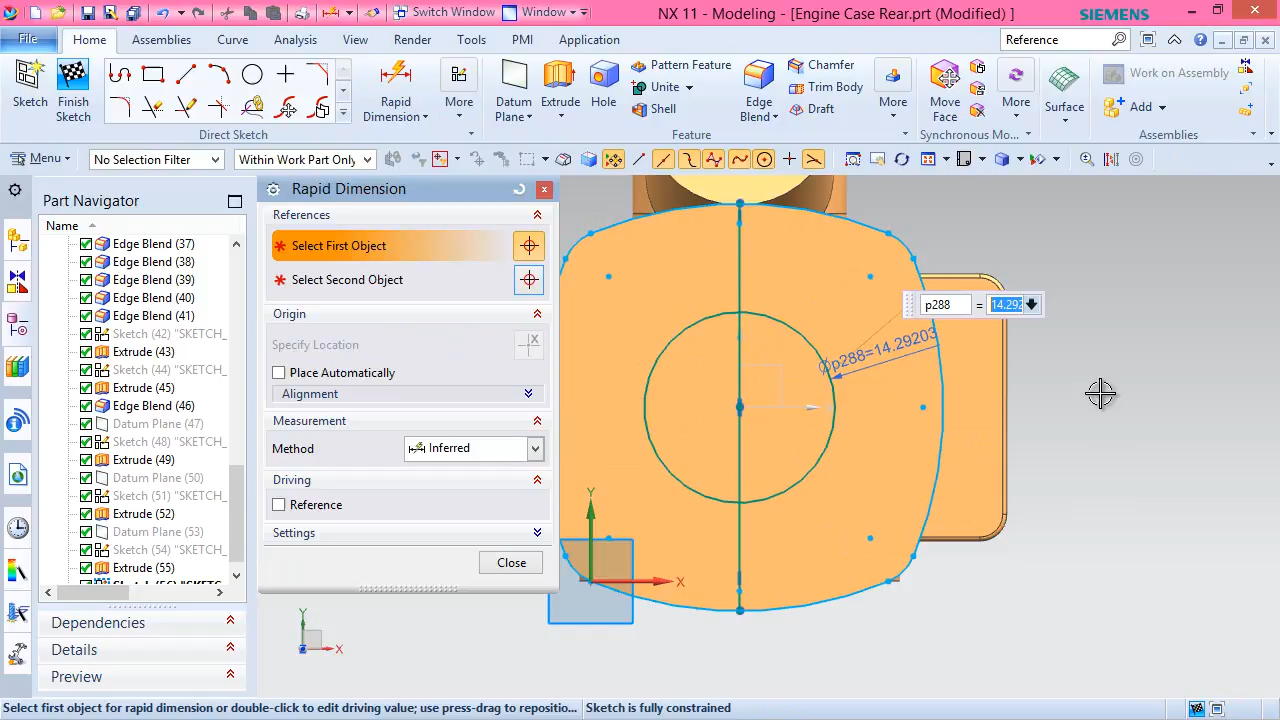 NX 11 - Modeling - [Engine Case Rear.prt (Modified) ]
SIEMENS
Switch Window
Window
File
Home
Assemblies
Curve
Analysis
View
Render
Tools
PMI
Application
Reference
Sketch
Finish
Sketch
Direct Sketch
Rapid
Dimension
More
Datum
Plane
Extrude
Hole
Pattern Feature
Unite
Shell
Edge
Blend
Chamfer
Trim Body
Draft
More
Feature
Move
Face
More
Synchronous Mo...
Surface
Work on Assembly
Add
Assemblies
Menu
No Selection Filter
Within Work Part Only
Part Navigator
Name
Edge Blend (37)
Edge Blend (38)
Edge Blend (39)
Edge Blend (40)
Edge Blend (41)
Sketch (42) "SKETCH_
Extrude (43)
Sketch (44) "SKETCH_
Extrude (45)
Edge Blend (46)
Datum Plane (47)
Sketch (48) "SKETCH_
Extrude (49)
Datum Plane (50)
Sketch (51) "SKETCH_
Extrude (52)
Datum Plane (53)
Sketch (54) "SKETCH_
Extrude (55)
Dependencies
Details
Preview
Rapid Dimension
References
Select First Object
Select Second Object
Origin
Specify Location
Place Automatically
Alignment
Measurement
Method
Inferred
Driving
Reference
Settings
Close
p288
=
14.292
∅p288=14.29203
Y
X
Y
X
Select first object for rapid dimension or double-click to edit driving value; use press-drag to repositio...
Sketch is fully constrained